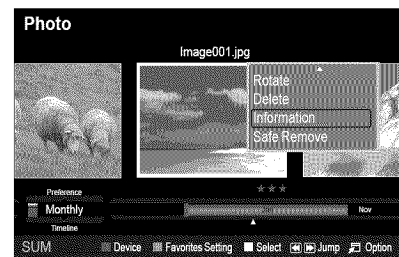 Photo
Image001.jpg
Rotate
Delete
Information
Safe Remove
Preference
Monthly
Nov
Timeline
SUM Device Favorites Setting Select Jump Option